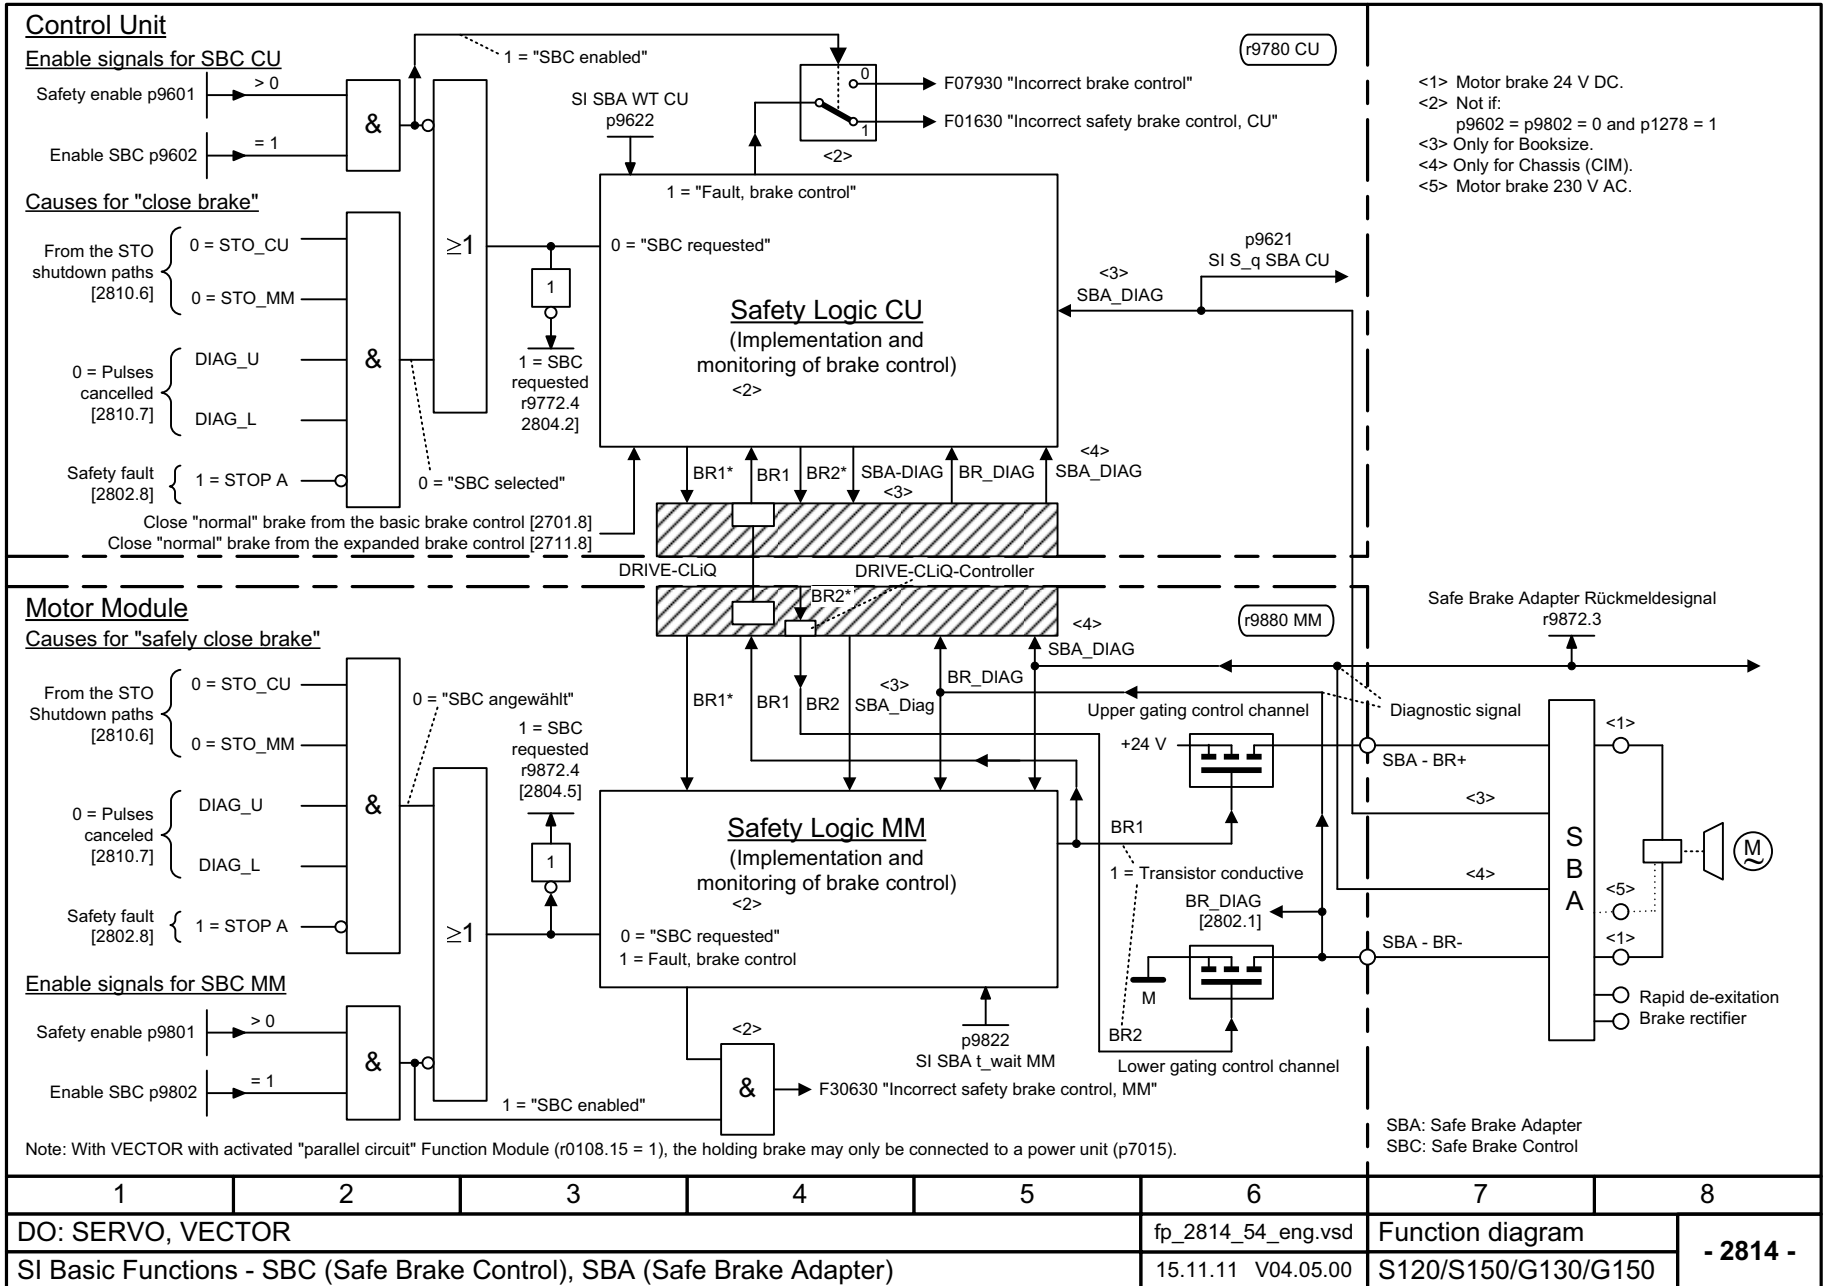 Control Unit
Enable signals for SBC CU
Safety enable p9601
> 0
Enable SBC p9602
= 1
&
1 = "SBC enabled"
SI SBA WT CU
p9622
0
1
F07930 "Incorrect brake control"
F01630 "Incorrect safety brake control, CU"
<2>
r9780 CU
<1> Motor brake 24 V DC.
<2> Not if:
p9602 = p9802 = 0 and p1278 = 1
<3> Only for Booksize.
<4> Only for Chassis (CIM).
<5> Motor brake 230 V AC.
Causes for "close brake"
From the STO
shutdown paths
[2810.6]
0 = STO_CU
0 = STO_MM
0 = Pulses
cancelled
[2810.7]
DIAG_U
DIAG_L
Safety fault
[2802.8]
1 = STOP A
&
≥1
0 = "SBC selected"
1
1 = SBC
requested
r9772.4
2804.2]
1 = "Fault, brake control"
0 = "SBC requested"
Safety Logic CU
(Implementation and
monitoring of brake control)
<2>
<3>
SBA_DIAG
p9621
SI S_q SBA CU
BR1*
BR1
BR2*
SBA-DIAG
<3>
BR_DIAG
<4>
SBA_DIAG
Close "normal" brake from the basic brake control [2701.8]
Close "normal" brake from the expanded brake control [2711.8]
DRIVE-CLiQ
DRIVE-CLiQ-Controller
BR2*
Motor Module
Causes for "safely close brake"
From the STO
Shutdown paths
[2810.6]
0 = STO_CU
0 = STO_MM
0 = Pulses
canceled
[2810.7]
DIAG_U
DIAG_L
Safety fault
[2802.8]
1 = STOP A
&
0 = "SBC angewählt"
≥1
1 = SBC
requested
r9872.4
[2804.5]
1
BR1*
BR1
BR2
<3>
SBA_Diag
BR_DIAG
<4>
SBA_DIAG
r9880 MM
Safe Brake Adapter Rückmeldesignal
r9872.3
Diagnostic signal
Upper gating control channel
+24 V
SBA - BR+
<3>
<4>
SBA - BR-
S
B
A
<1>
<5>
<1>
M
~
Rapid de-exitation
Brake rectifier
Safety Logic MM
(Implementation and
monitoring of brake control)
<2>
0 = "SBC requested"
1 = Fault, brake control
BR1
1 = Transistor conductive
BR_DIAG
[2802.1]
M
BR2
Lower gating control channel
p9822
SI SBA t_wait MM
Enable signals for SBC MM
Safety enable p9801
> 0
Enable SBC p9802
= 1
&
1 = "SBC enabled"
<2>
&
F30630 "Incorrect safety brake control, MM"
SBA: Safe Brake Adapter
SBC: Safe Brake Control
Note: With VECTOR with activated "parallel circuit" Function Module (r0108.15 = 1), the holding brake may only be connected to a power unit (p7015).
1 2 3 4 5 6 7 8
DO: SERVO, VECTOR
fp_2814_54_eng.vsd
Function diagram
- 2814 -
SI Basic Functions - SBC (Safe Brake Control), SBA (Safe Brake Adapter)
15.11.11 V04.05.00
S120/S150/G130/G150